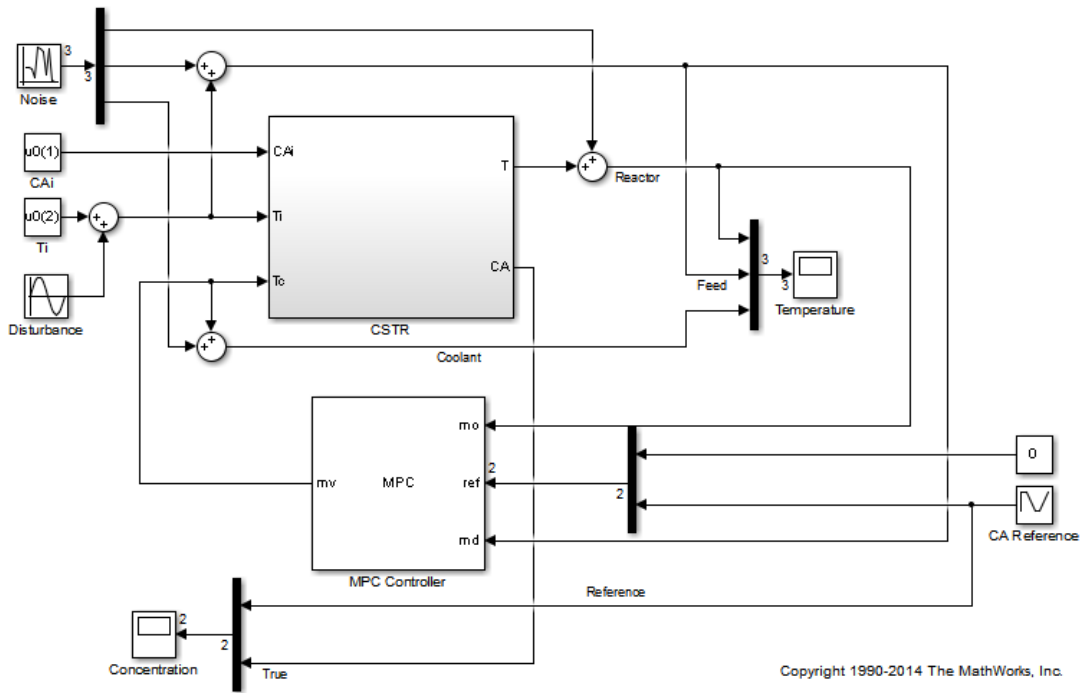 3
3
Noise
u0(1)
CAi
u0(2)
Ti
Disturbance
CAi
Ti
Tc
T
CA
CSTR
Reactor
Feed
Coolant
3
3
Temperature
mo
mv
MPC
ref
md
2
2
MPC Controller
0
CA Reference
Reference
2
2
Concentration
True
Copyright 1990-2014 The MathWorks, Inc.